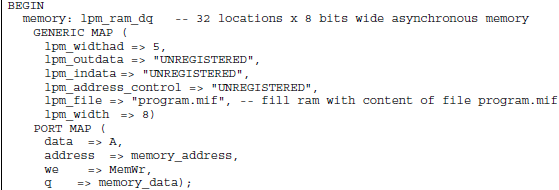 BEGIN
memory: lpm_ram_dq -- 32 locations x 8 bits wide asynchronous memory
GENERIC MAP (
lpm_widthad => 5,
lpm_outdata => "UNREGISTERED",
lpm_indata => "UNREGISTERED",
lpm_address_control => "UNREGISTERED",
lpm_file => "program.mif", -- fill ram with content of file program.mif
lpm_width => 8)
PORT MAP (
data => A,
address => memory_address,
we => MemWr,
q => memory_data);